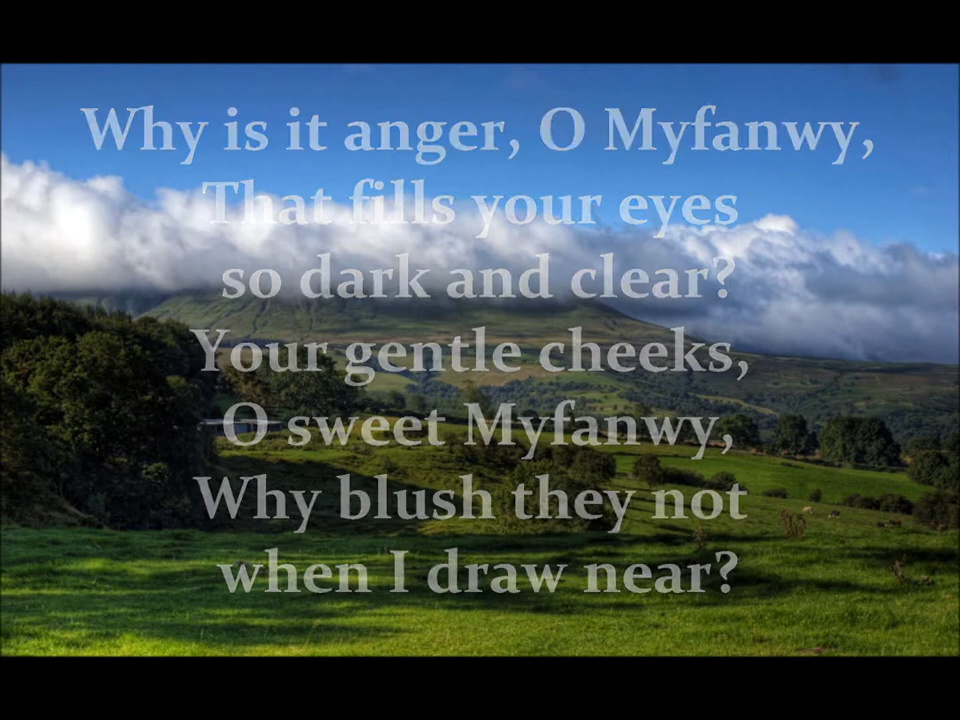 Why is it anger, O Myfanwy,
That fills your eyes
so dark and clear?
Your gentle cheeks,
O sweet Myfanwy,
Why blush they not
when I draw near?